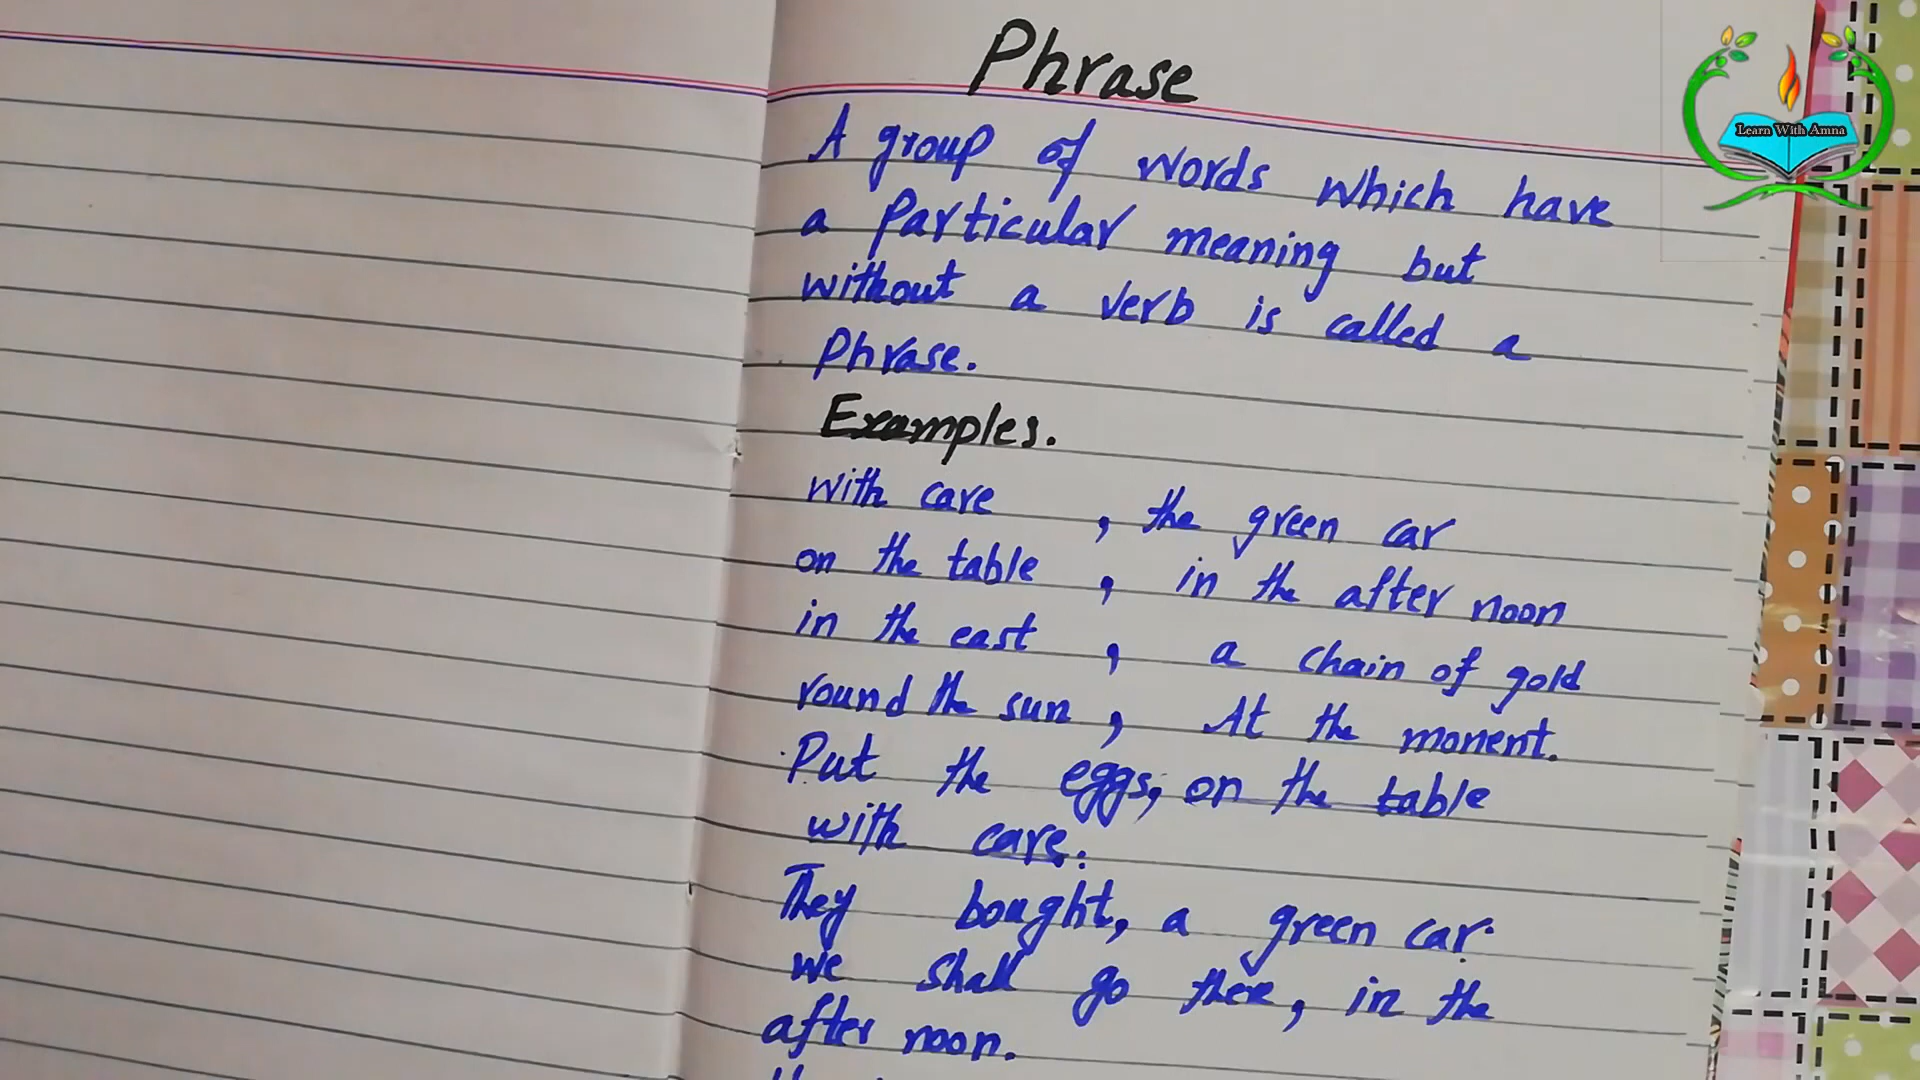 Phrase
Learn With Amna
A group of words which have
a particular meaning but
without a verb is called a
Phrase.
Examples.
with care , the green car
on the table , in the after noon
in the east , a chain of gold
round the sun , At the moment.
Put the eggs, on the table
with care.
They bought, a green car.
We shall go there, in the
after noon.